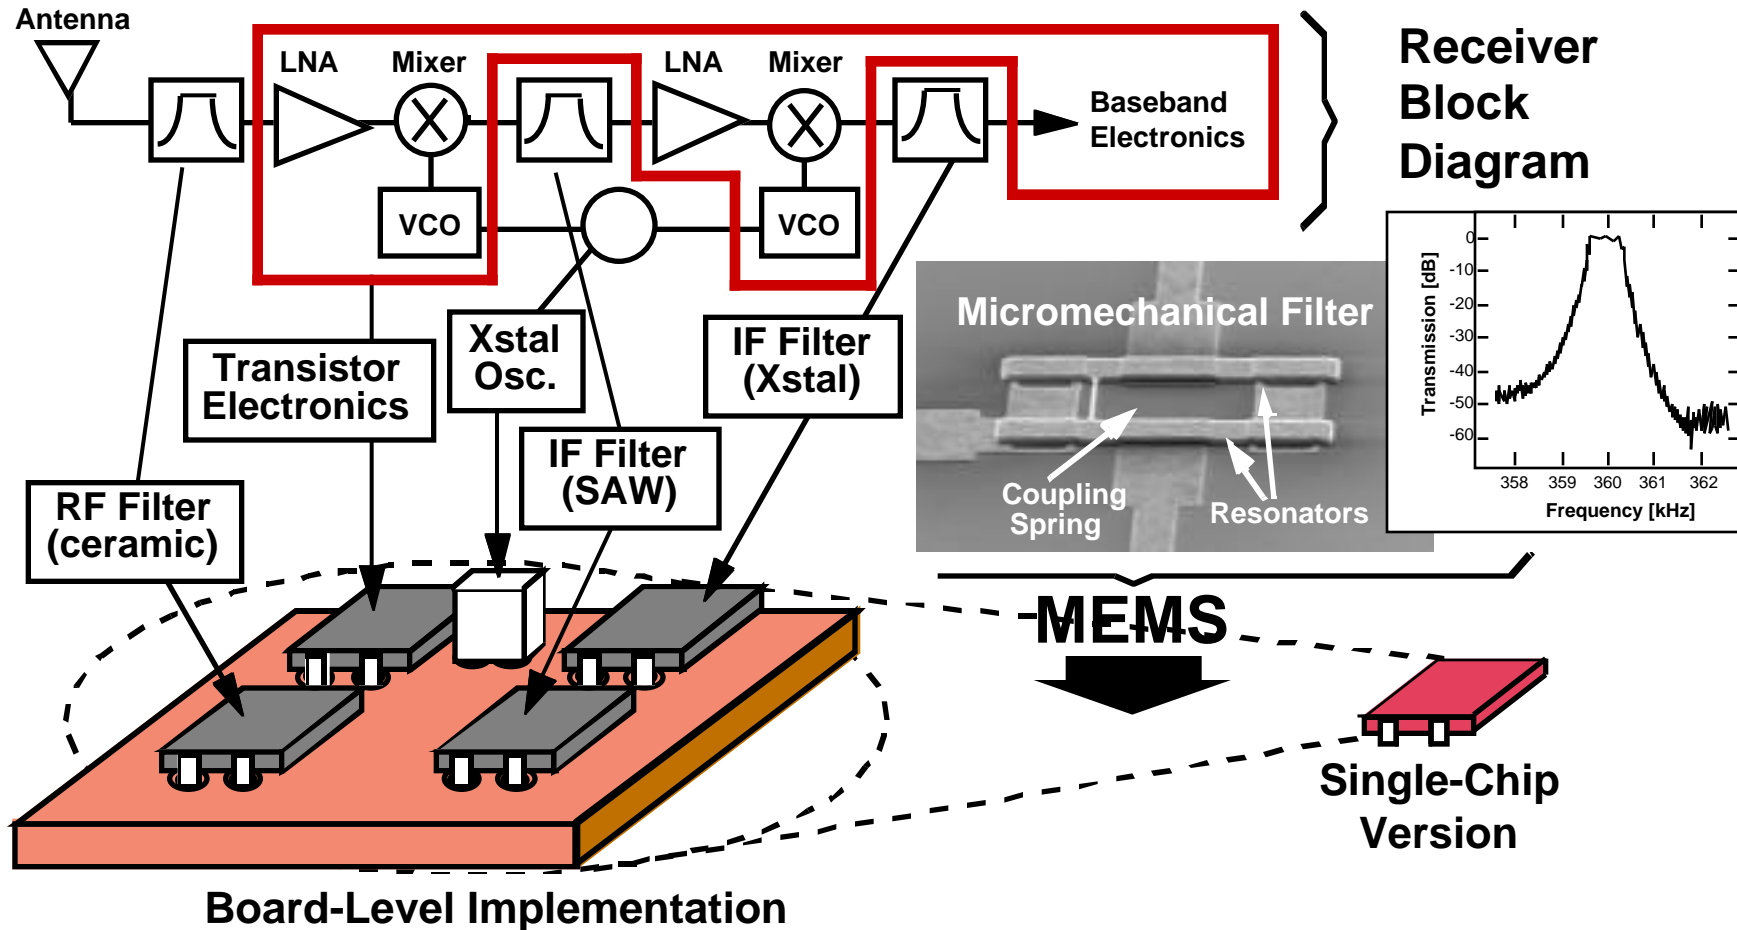 Antenna
LNA
Mixer
LNA
Mixer
Baseband
Electronics
VCO
VCO
Receiver
Block
Diagram
Transistor
Electronics
Xstal
Osc.
IF Filter
(Xstal)
IF Filter
(SAW)
RF Filter
(ceramic)
Micromechanical Filter
Coupling
Spring
Resonators
Transmission [dB]
0
-10
-20
-30
-40
-50
-60
358 359 360 361 362
Frequency [kHz]
MEMS
Single-Chip
Version
Board-Level Implementation